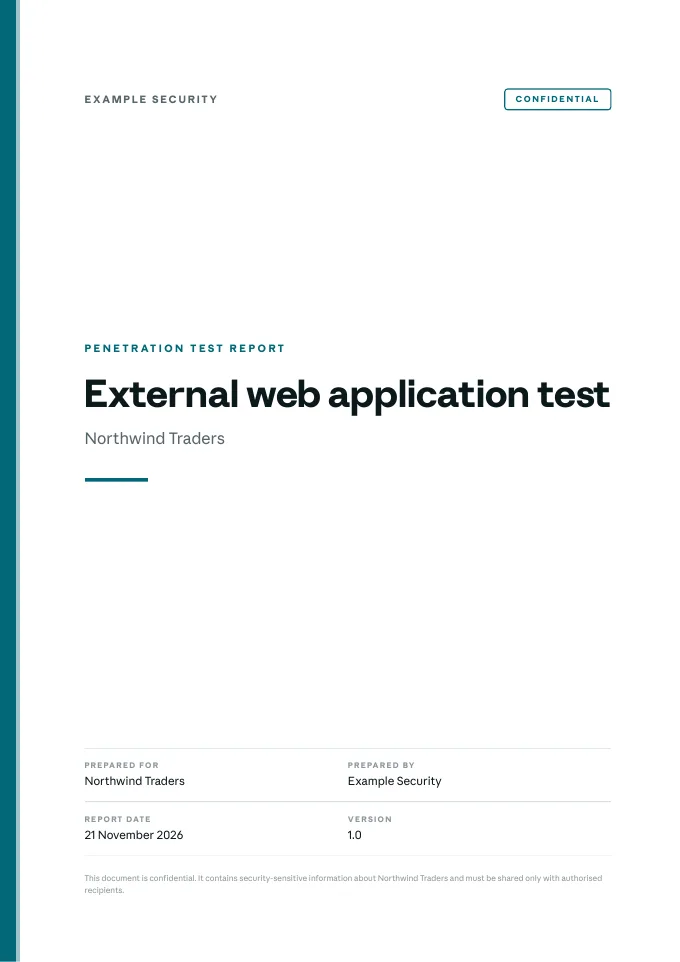 EXAMPLE SECURITY
CONFIDENTIAL
PENETRATION TEST REPORT
External web application test
Northwind Traders
PREPARED FOR
Northwind Traders
PREPARED BY
Example Security
REPORT DATE
21 November 2026
VERSION
1.0
This document is confidential. It contains security-sensitive information about Northwind Traders and must be shared only with authorised
recipients.